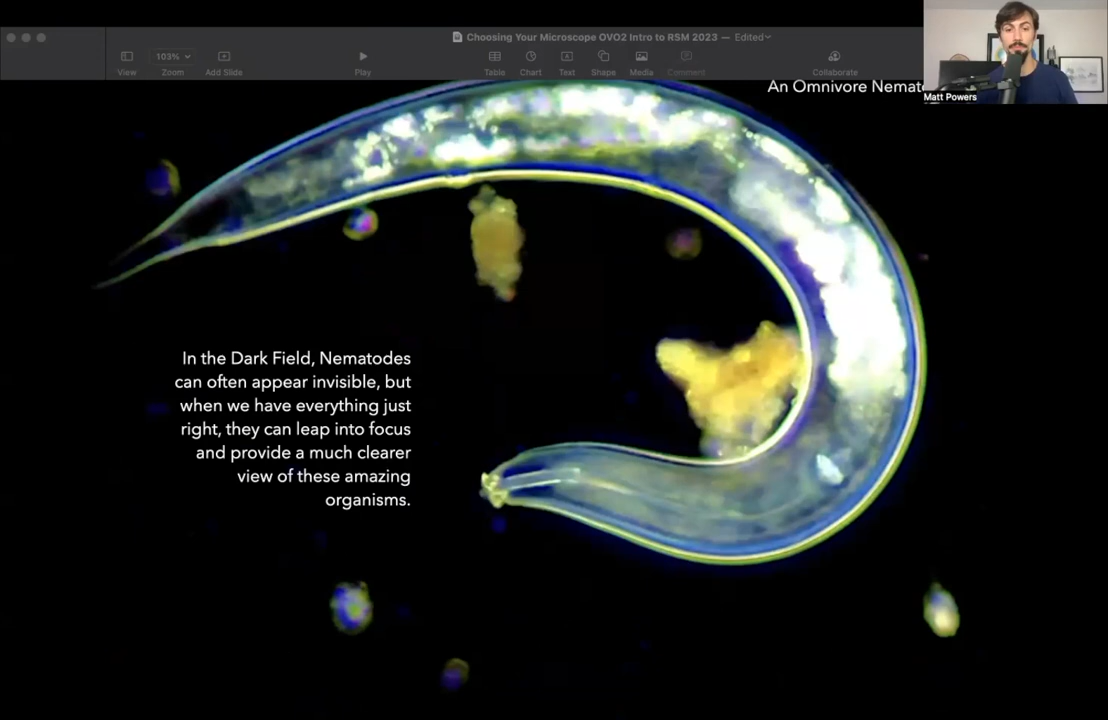 Choosing Your Microscope OVO2 Intro to RSM 2023 — Edited
103%
View Zoom Add Slide Play Table Chart Text Shape Media Comment Collaborate
An Omnivore
Matt Powers
In the Dark Field, Nematodes
can often appear invisible, but
when we have everything just
right, they can leap into focus
and provide a much clearer
view of these amazing
organisms.